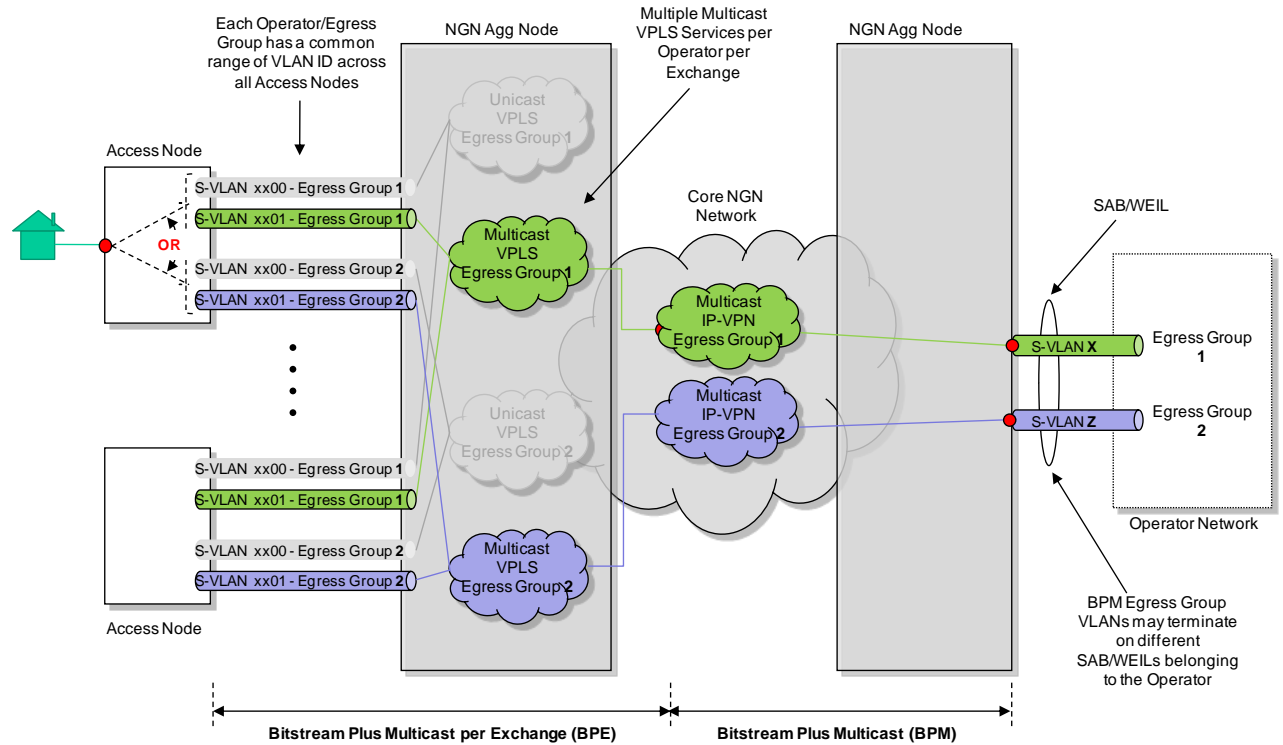 Each Operator/Egress
Group has a common
range of VLAN ID across
all Access Nodes
NGN Agg Node
Multiple Multicast
VPLS Services per
Operator per
Exchange
NGN Agg Node
Access Node
S-VLAN xx00 - Egress Group 1
S-VLAN xx01 - Egress Group 1
OR
S-VLAN xx00 - Egress Group 2
S-VLAN xx01 - Egress Group 2
Unicast
VPLS
Egress Group 1
Multicast
VPLS
Egress Group 1
Core NGN
Network
Multicast
IP-VPN
Egress Group 1
Multicast
IP-VPN
Egress Group 2
SAB/WEIL
S-VLAN X
Egress Group
1
S-VLAN Z
Egress Group
2
Operator Network
Unicast
VPLS
Egress Group 2
S-VLAN xx00 - Egress Group 1
S-VLAN xx01 - Egress Group 1
S-VLAN xx00 - Egress Group 2
S-VLAN xx01 - Egress Group 2
Access Node
Multicast
VPLS
Egress Group 2
BPM Egress Group
VLANs may terminate
on different
SAB/WEILs belonging
to the Operator
Bitstream Plus Multicast per Exchange (BPE)
Bitstream Plus Multicast (BPM)